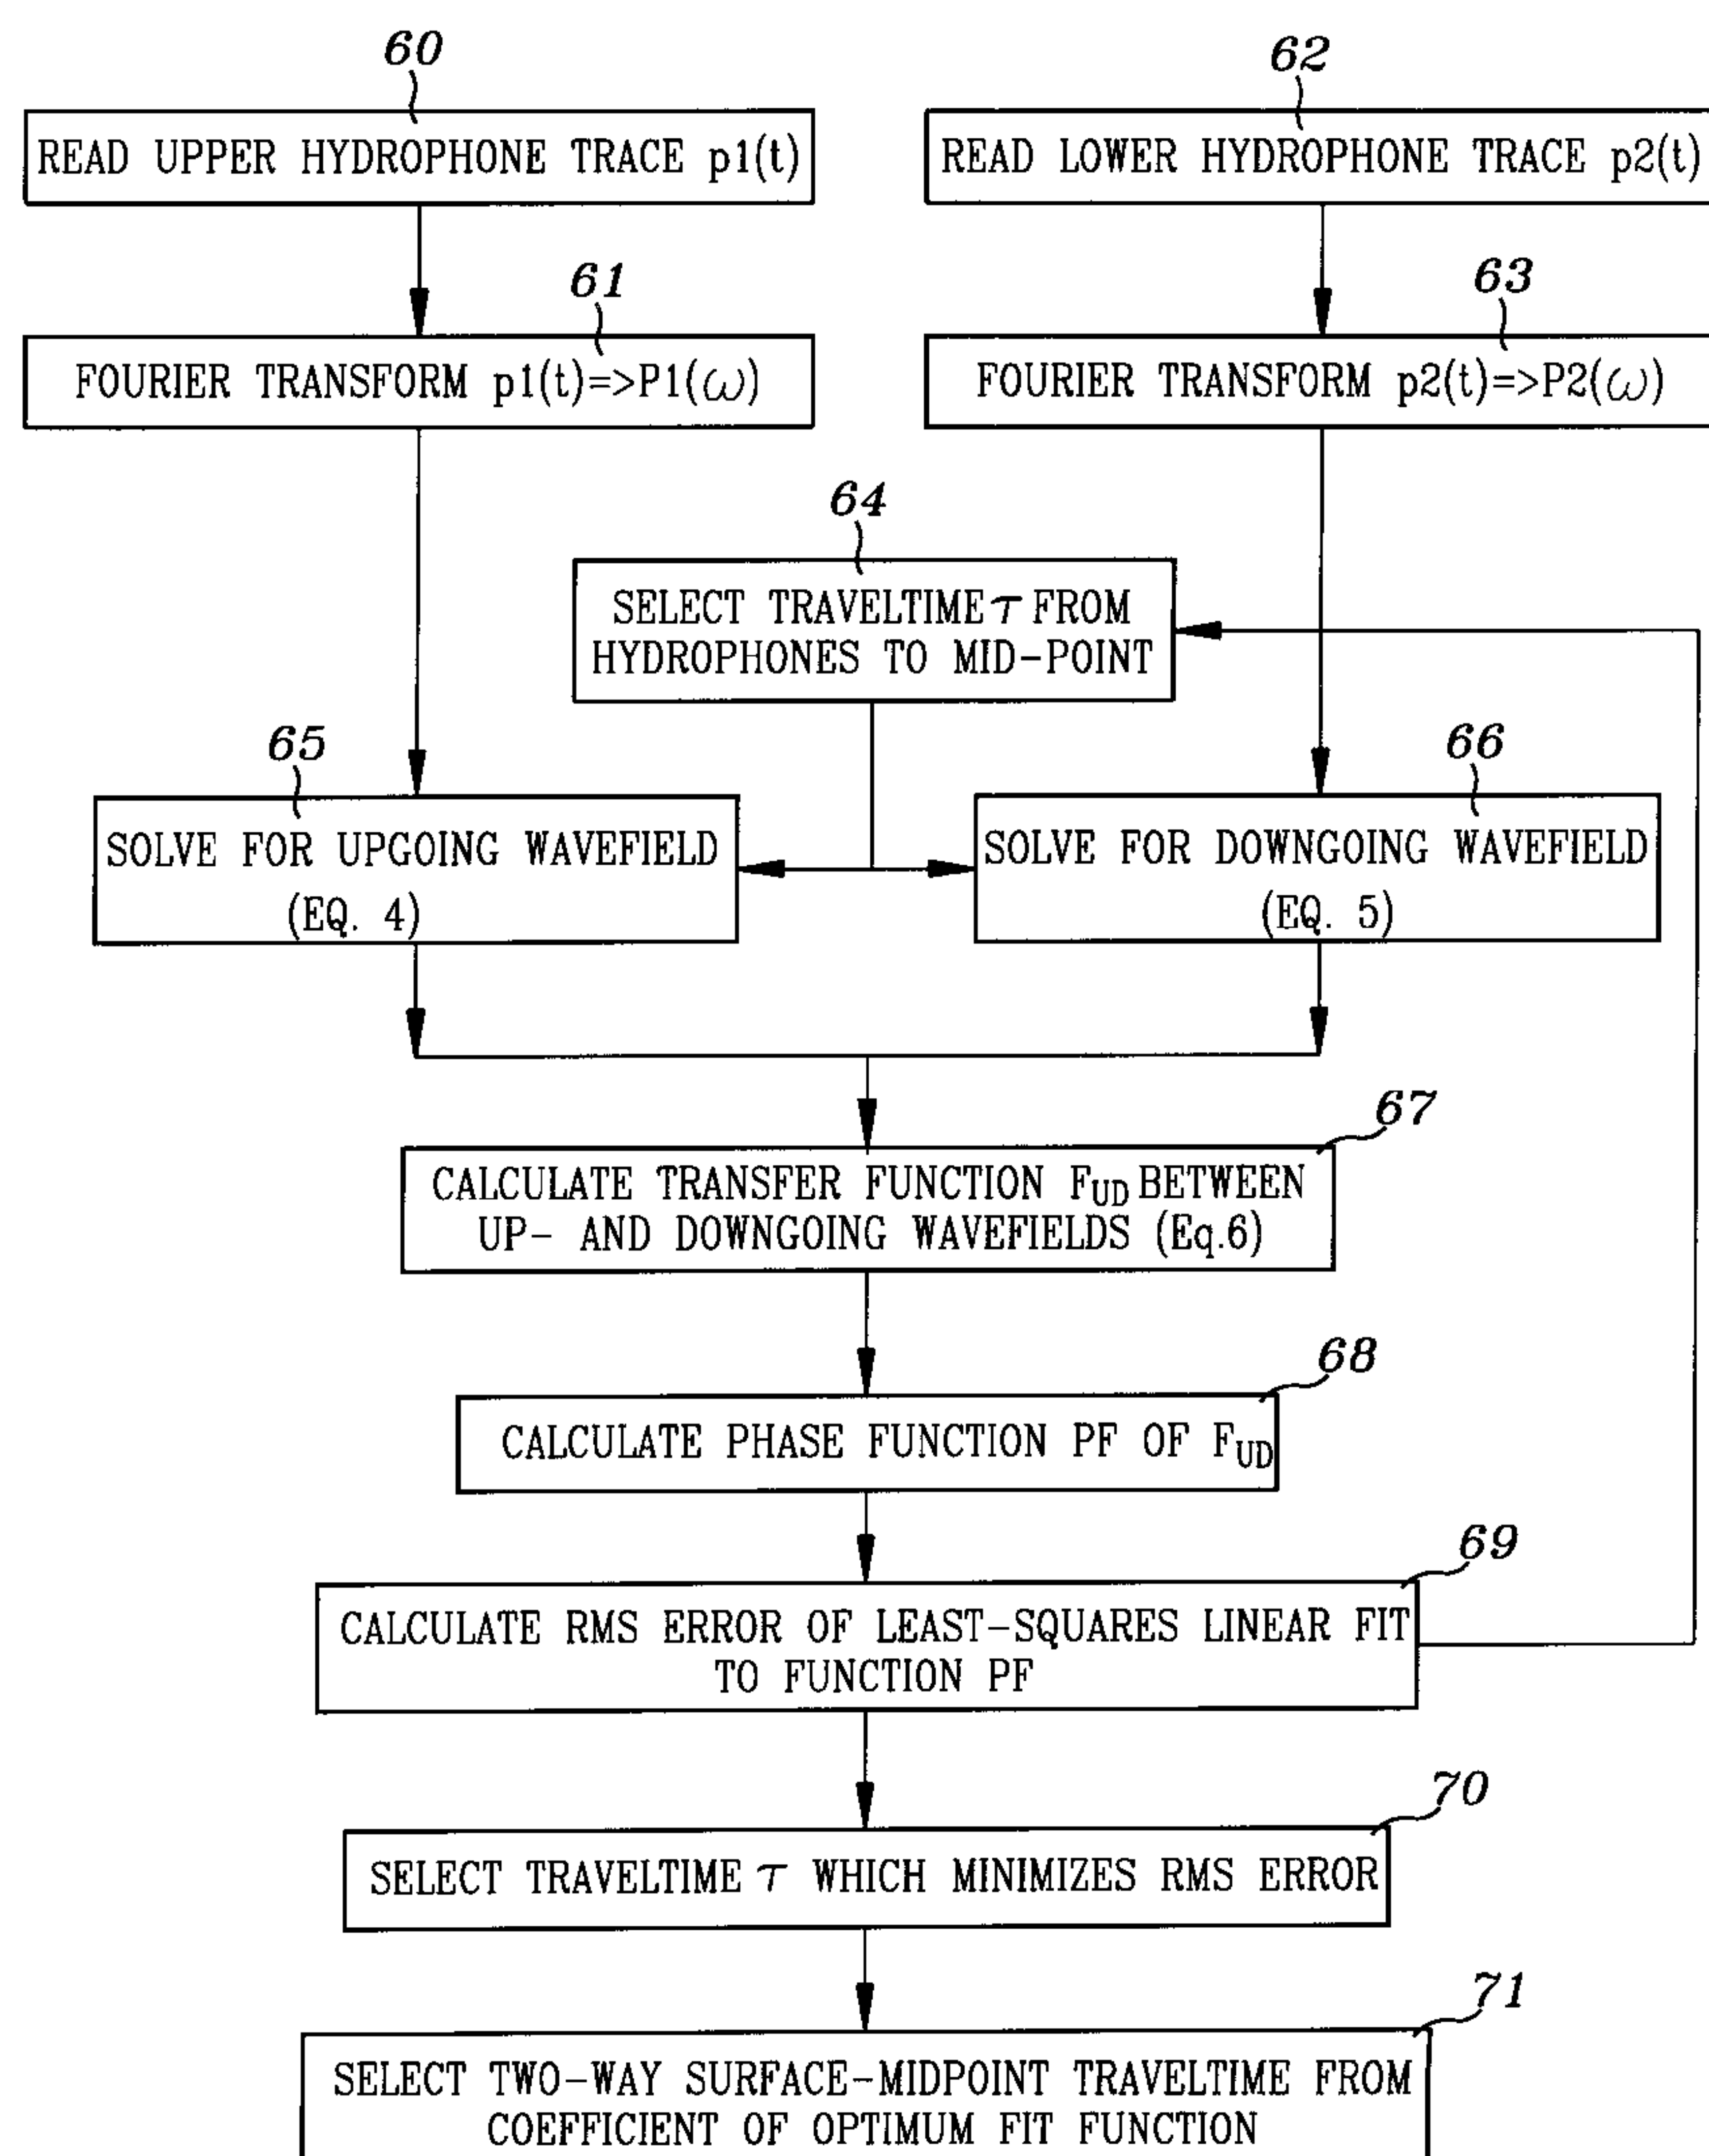 60
62
READ UPPER HYDROPHONE TRACE p1(t)
READ LOWER HYDROPHONE TRACE p2(t)
61
63
FOURIER TRANSFORM p1(t)=>P1(ω)
FOURIER TRANSFORM p2(t)=>P2(ω)
64
SELECT TRAVELTIME τ FROM
HYDROPHONES TO MID-POINT
65
66
SOLVE FOR UPGOING WAVEFIELD
(EQ. 4)
SOLVE FOR DOWNGOING WAVEFIELD
(EQ. 5)
67
CALCULATE TRANSFER FUNCTION FUD BETWEEN
UP- AND DOWNGOING WAVEFIELDS (Eq.6)
68
CALCULATE PHASE FUNCTION PF OF FUD
69
CALCULATE RMS ERROR OF LEAST-SQUARES LINEAR FIT
TO FUNCTION PF
70
SELECT TRAVELTIME τ WHICH MINIMIZES RMS ERROR
71
SELECT TWO-WAY SURFACE-MIDPOINT TRAVELTIME FROM
COEFFICIENT OF OPTIMUM FIT FUNCTION